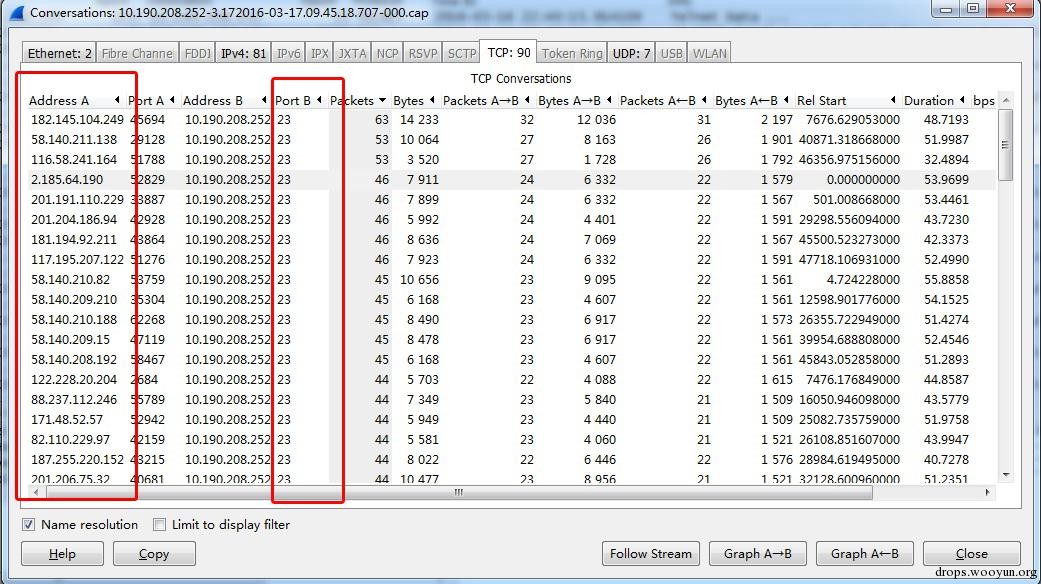 Conversations: 10.190.208.252-3.172016-03-17.09.45.18.707-000.cap
Ethernet: 2 Fibre Channel FDDI IPv4: 81 IPv6 IPX JXTA NCP RSVP SCTP TCP: 90 Token Ring UDP: 7 USB WLAN
TCP Conversations
Address A Port A Address B Port B Packets Bytes Packets A→B Bytes A→B Packets A←B Bytes A←B Rel Start Duration bps
182.145.104.249 45694 10.190.208.252 23 63 14 233 32 12 036 31 2 197 7676.629053000 48.7193
58.140.211.138 29128 10.190.208.252 23 53 10 064 27 8 163 26 1 901 40871.318668000 51.9987
116.58.241.164 51788 10.190.208.252 23 53 3 520 27 1 728 26 1 792 46356.975156000 32.4894
2.185.64.190 52829 10.190.208.252 23 46 7 911 24 6 332 22 1 579 0.000000000 53.9699
201.191.110.229 33887 10.190.208.252 23 46 7 899 24 6 332 22 1 567 501.008668000 53.4461
201.204.186.94 42928 10.190.208.252 23 46 5 992 24 4 401 22 1 591 29298.556094000 43.7230
181.194.92.211 43864 10.190.208.252 23 46 8 636 24 7 069 22 1 567 45500.523273000 42.3373
117.195.207.122 51276 10.190.208.252 23 46 7 923 24 6 332 22 1 591 47718.106931000 52.4990
58.140.210.82 53759 10.190.208.252 23 45 10 656 23 9 095 22 1 561 4.724228000 55.8858
58.140.209.210 35304 10.190.208.252 23 45 6 168 23 4 607 22 1 561 12598.901776000 54.1525
58.140.210.188 62268 10.190.208.252 23 45 8 490 23 6 917 22 1 573 26355.722949000 51.4274
58.140.209.15 47119 10.190.208.252 23 45 8 478 23 6 917 22 1 561 39954.688808000 52.4546
58.140.208.192 58467 10.190.208.252 23 45 6 168 23 4 607 22 1 561 45843.052858000 51.2893
122.228.20.204 2684 10.190.208.252 23 44 5 703 22 4 088 22 1 615 7476.176849000 44.8587
88.237.112.246 55789 10.190.208.252 23 44 7 349 23 5 840 21 1 509 16050.946098000 43.5779
171.48.52.57 52942 10.190.208.252 23 44 5 949 23 4 440 21 1 509 25082.735759000 51.9758
82.110.229.97 42159 10.190.208.252 23 44 5 581 23 4 060 21 1 521 26108.851607000 43.9947
187.255.220.152 43215 10.190.208.252 23 44 8 022 22 6 446 22 1 576 28984.619495000 40.7278
201.206.75.32 40681 10.190.208.252 23 44 10 477 23 8 956 21 1 521 32128.600960000 51.2351
Name resolution Limit to display filter
Help Copy Follow Stream Graph A→B Graph A←B Close
drops.wooyun.org